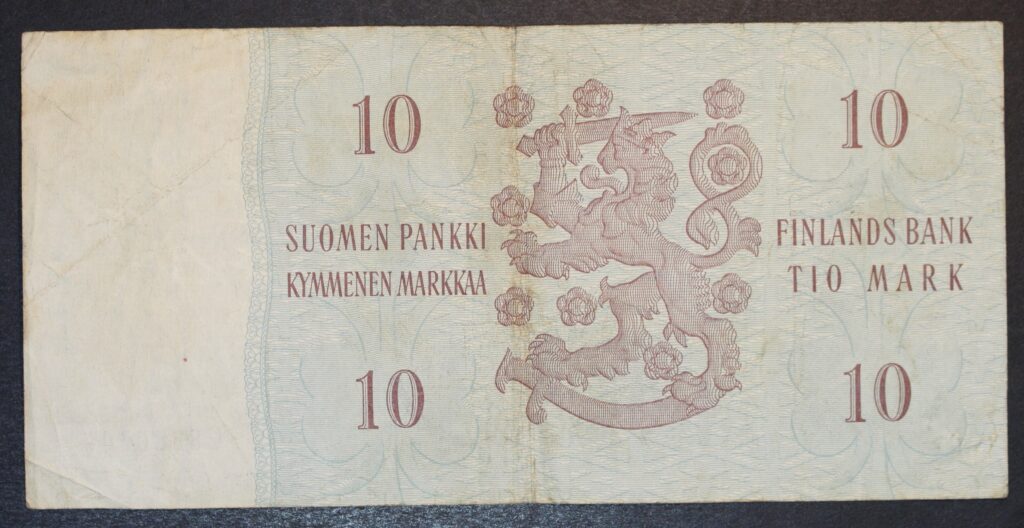 10
10
SUOMEN PANKKI
KYMMENEN MARKKAA
FINLANDS BANK
TIO MARK
10
10